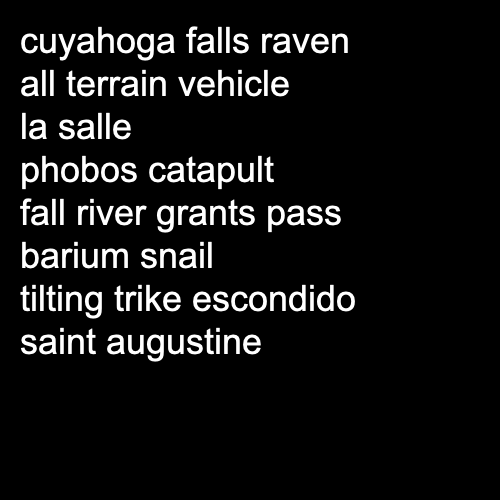 cuyahoga falls raven
all terrain vehicle
la salle
phobos catapult
fall river grants pass
barium snail
tilting trike escondido
saint augustine